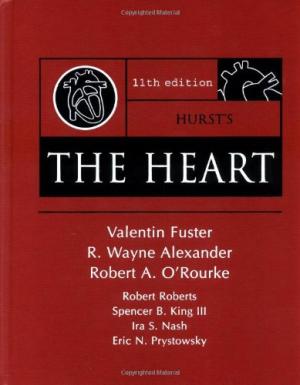 11th edition
HURST'S
THE HEART
Valentin Fuster
R. Wayne Alexander
Robert A. O'Rourke
Robert Roberts
Spencer B. King III
Ira S. Nash
Eric N. Prystowsky